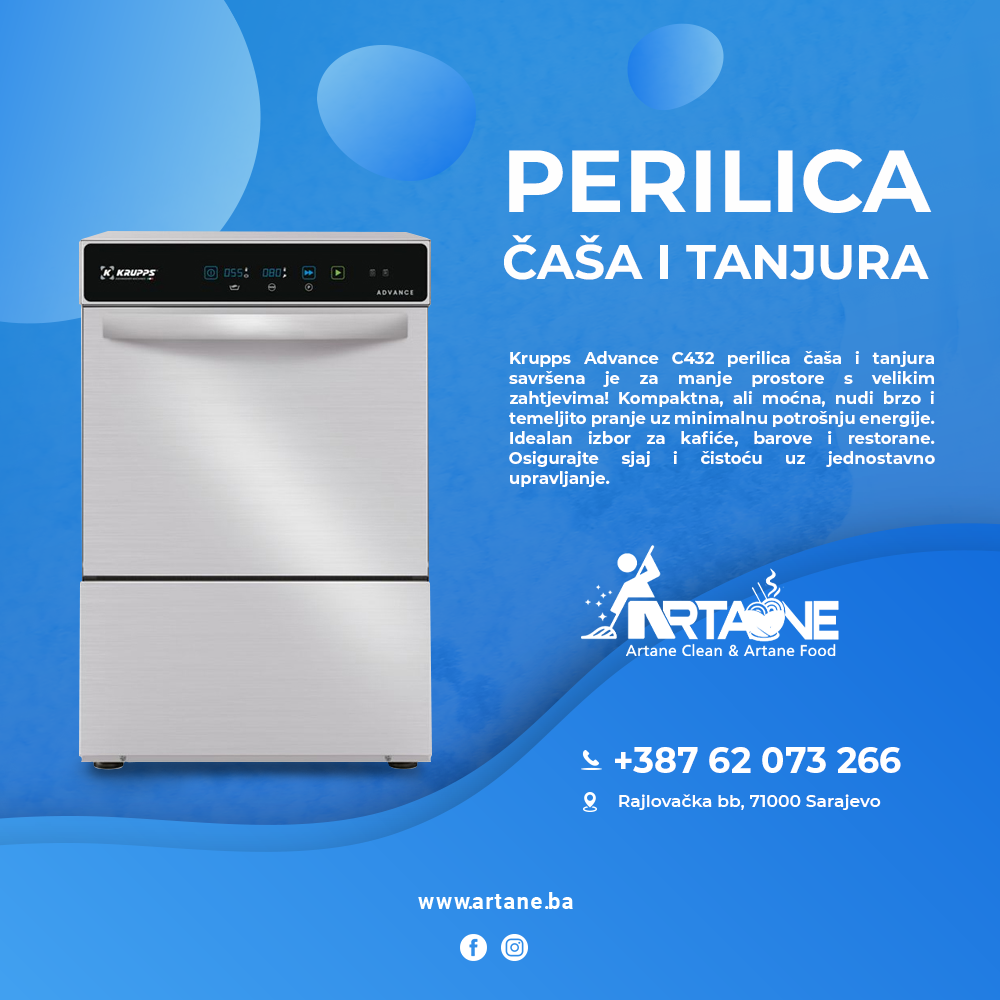 PERILICA
ČAŠA I TANJURA
KRUPPS
055
080
ADVANCE
Krupps Advance C432 perilica čaša i tanjura
savršena je za manje prostore s velikim
zahtjevima! Kompaktna, ali moćna, nudi brzo i
temeljito pranje uz minimalnu potrošnju energije.
Idealan izbor za kafiće, barove i restorane.
Osigurajte sjaj i čistoću uz jednostavno
upravljanje.
ARTANE
Artane Clean & Artane Food
+387 62 073 266
Rajlovačka bb, 71000 Sarajevo
www.artane.ba